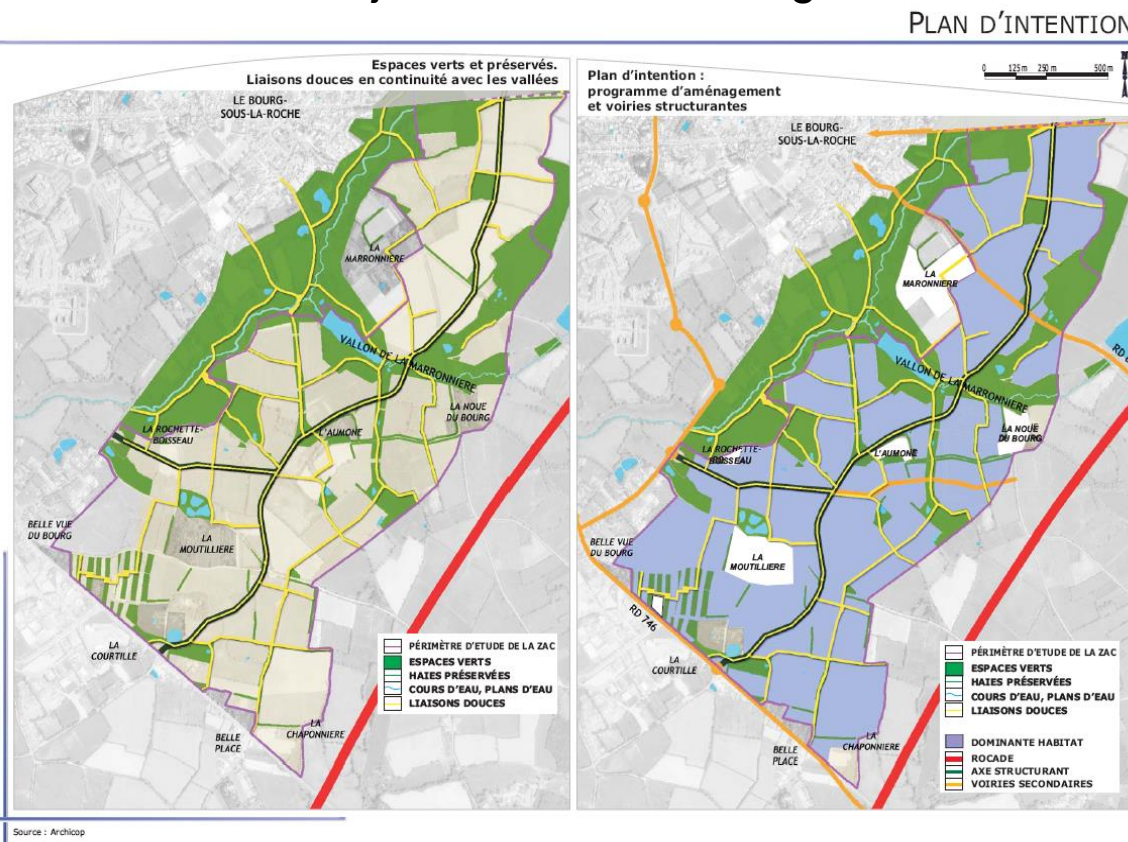 PLAN D'INTENTION
Espaces verts et préservés.
Liaisons douces en continuité avec les vallées
LE BOURG-
SOUS-LA-ROCHE
LA
MARRONNIÈRE
VALLON DE LA MARRONNIERE
LA NOUE
DU BOURG
LA ROCHETTE-
BOISSEAU
L'AUMONE
BELLE VUE
DU BOURG
LA
MOUTILLIERE
LA
COURTILLE
BELLE
PLACE
LA
CHAPONNIERE
PÉRIMÈTRE D'ETUDE DE LA ZAC
ESPACES VERTS
HAIES PRÉSERVÉES
COURS D'EAU, PLANS D'EAU
LIAISONS DOUCES
Plan d'intention :
programme d'aménagement
et voiries structurantes
0 125m 250 m 500m
N
LE BOURG-
SOUS-LA-ROCHE
LA
MARONNIERE
RD
VALLON DE LA MARRONNIERE
LA NOUE
DU BOURG
LA ROCHETTE-
BOISSEAU
L'AUMONE
BELLE VUE
DU BOURG
LA
MOUTILLIERE
RD 746
LA
COURTILLE
BELLE
PLACE
LA
CHAPONNIERE
PÉRIMÈTRE D'ETUDE DE LA ZAC
ESPACES VERTS
HAIES PRÉSERVÉES
COURS D'EAU, PLANS D'EAU
LIAISONS DOUCES
DOMINANTE HABITAT
ROCADE
AXE STRUCTURANT
VOIRIES SECONDAIRES
Source : Archicop